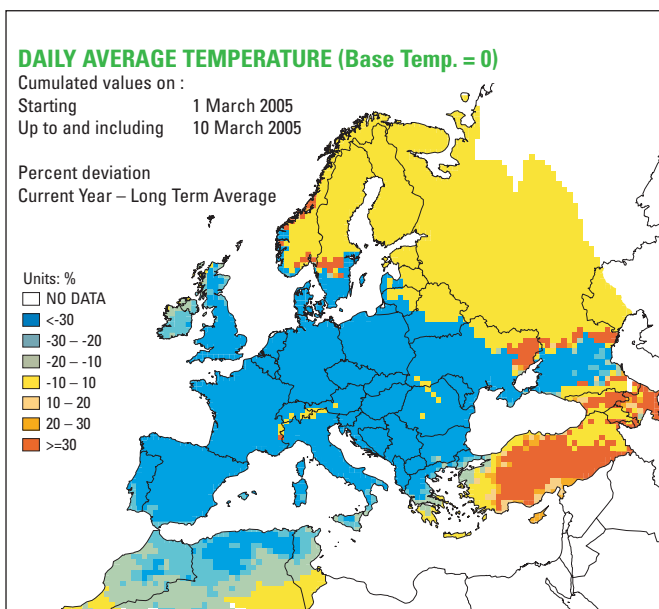 DAILY AVERAGE TEMPERATURE (Base Temp. = 0)
Cumulated values on :
Starting 1 March 2005
Up to and including 10 March 2005
Percent deviation
Current Year – Long Term Average
Units: %
NO DATA
<-30
-30 – -20
-20 – -10
-10 – 10
10 – 20
20 – 30
>=30